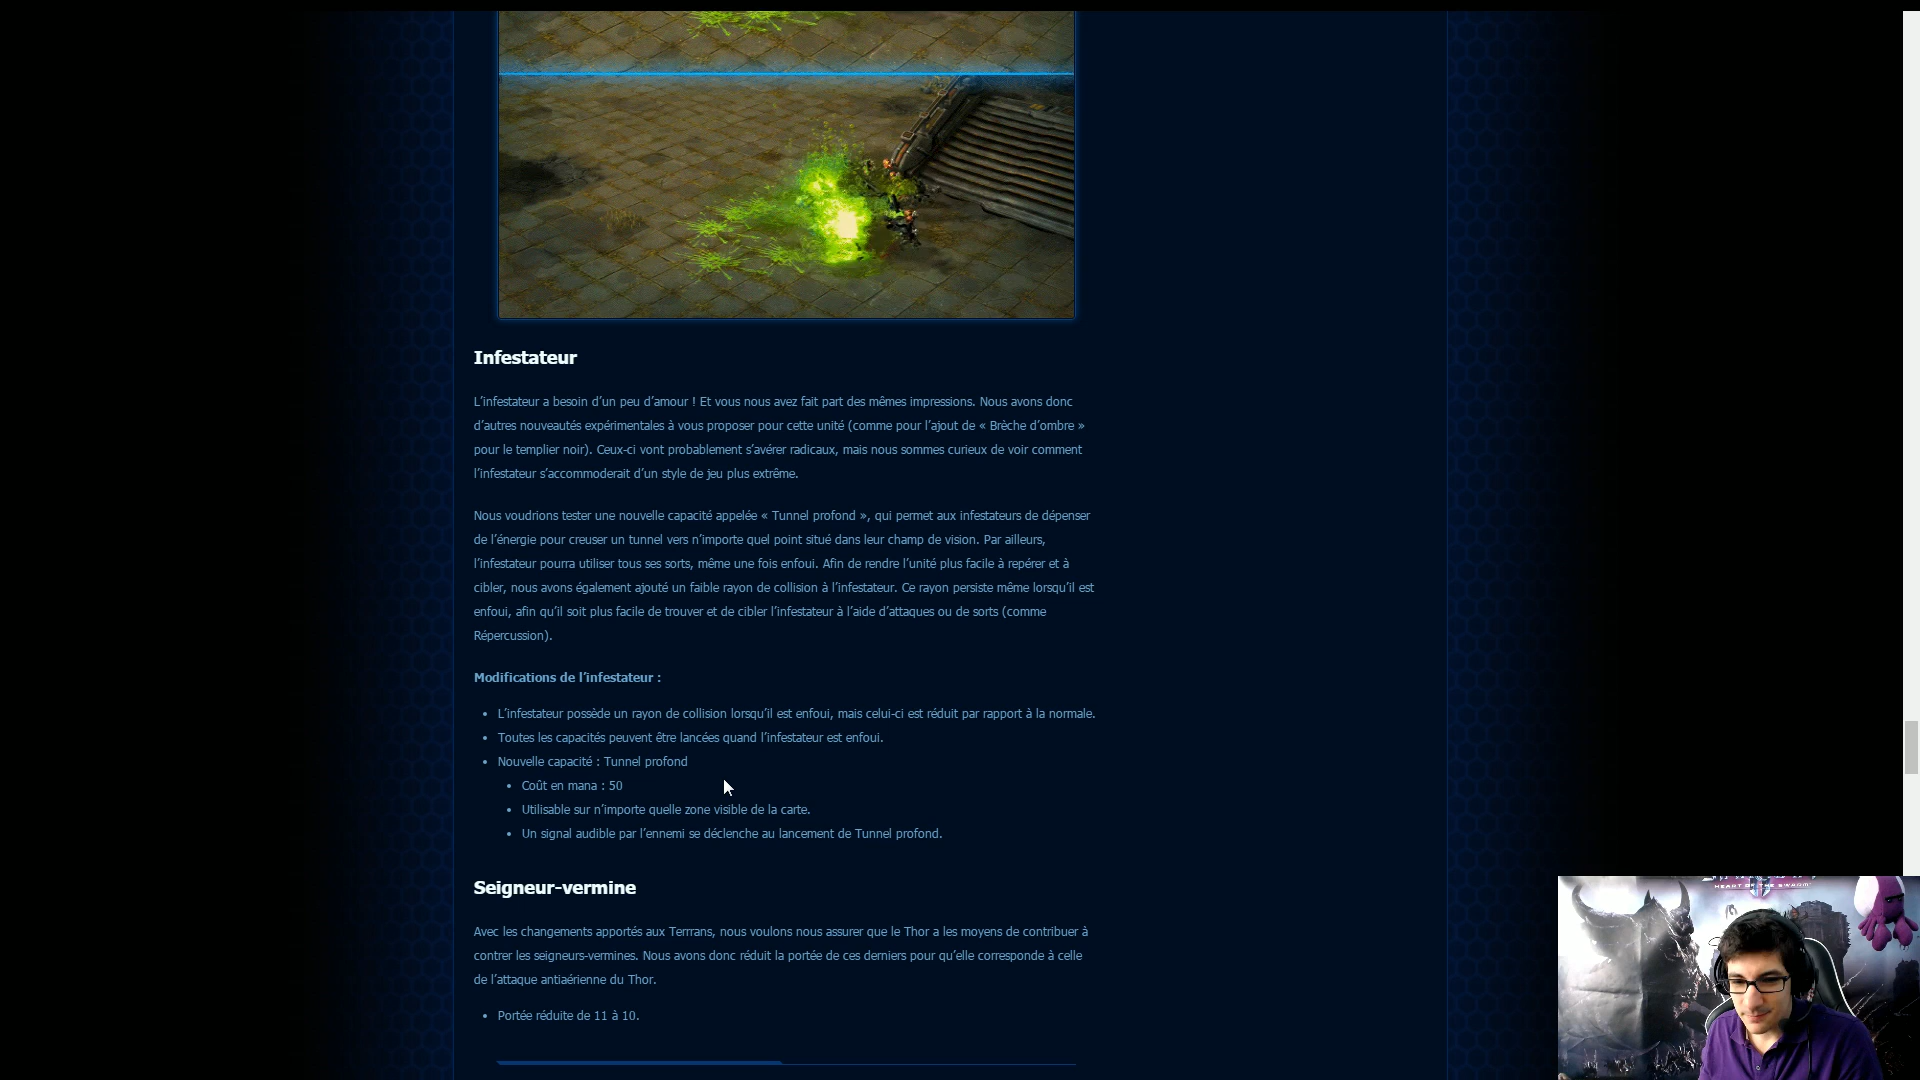 Infestateur
L’infestateur a besoin d’un peu d’amour ! Et vous nous avez fait part des mêmes impressions. Nous avons donc
d’autres nouveautés expérimentales à vous proposer pour cette unité (comme pour l’ajout de « Brèche d’ombre »
pour le templier noir). Ceux-ci vont probablement s’avérer radicaux, mais nous sommes curieux de voir comment
l’infestateur s’accommoderait d’un style de jeu plus extrême.
Nous voudrions tester une nouvelle capacité appelée « Tunnel profond », qui permet aux infestateurs de dépenser
de l’énergie pour creuser un tunnel vers n’importe quel point situé dans leur champ de vision. Par ailleurs,
l’infestateur pourra utiliser tous ses sorts, même une fois enfoui. Afin de rendre l’unité plus facile à repérer et à
cibler, nous avons également ajouté un faible rayon de collision à l’infestateur. Ce rayon persiste même lorsqu’il est
enfoui, afin qu’il soit plus facile de trouver et de cibler l’infestateur à l’aide d’attaques ou de sorts (comme
Répercussion).
Modifications de l’infestateur :
• L’infestateur possède un rayon de collision lorsqu’il est enfoui, mais celui-ci est réduit par rapport à la normale.
• Toutes les capacités peuvent être lancées quand l’infestateur est enfoui.
• Nouvelle capacité : Tunnel profond
• Coût en mana : 50
• Utilisable sur n’importe quelle zone visible de la carte.
• Un signal audible par l’ennemi se déclenche au lancement de Tunnel profond.
Seigneur-vermine
Avec les changements apportés aux Terrrans, nous voulons nous assurer que le Thor a les moyens de contribuer à
contrer les seigneurs-vermines. Nous avons donc réduit la portée de ces derniers pour qu’elle corresponde à celle
de l’attaque antiaérienne du Thor.
• Portée réduite de 11 à 10.
HEART OF THE SWARM